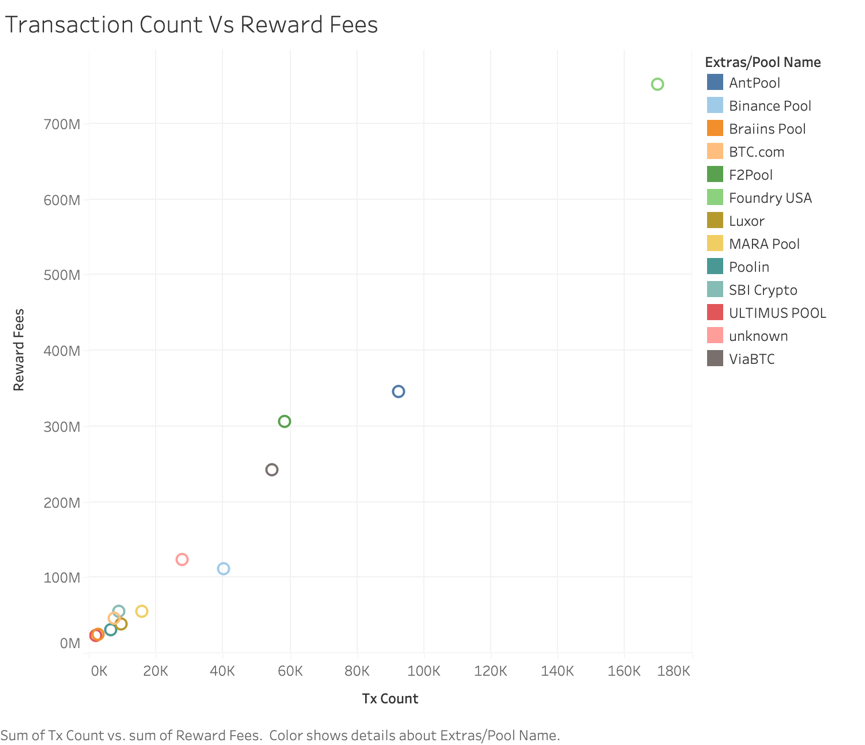 Transaction Count Vs Reward Fees
Extras/Pool Name
AntPool
Binance Pool
Braiins Pool
BTC.com
F2Pool
Foundry USA
Luxor
MARA Pool
Poolin
SBI Crypto
ULTIMUS POOL
unknown
ViaBTC
Reward Fees
700M
600M
500M
400M
300M
200M
100M
0M
0K 20K 40K 60K 80K 100K 120K 140K 160K 180K
Tx Count
Sum of Tx Count vs. sum of Reward Fees. Color shows details about Extras/Pool Name.